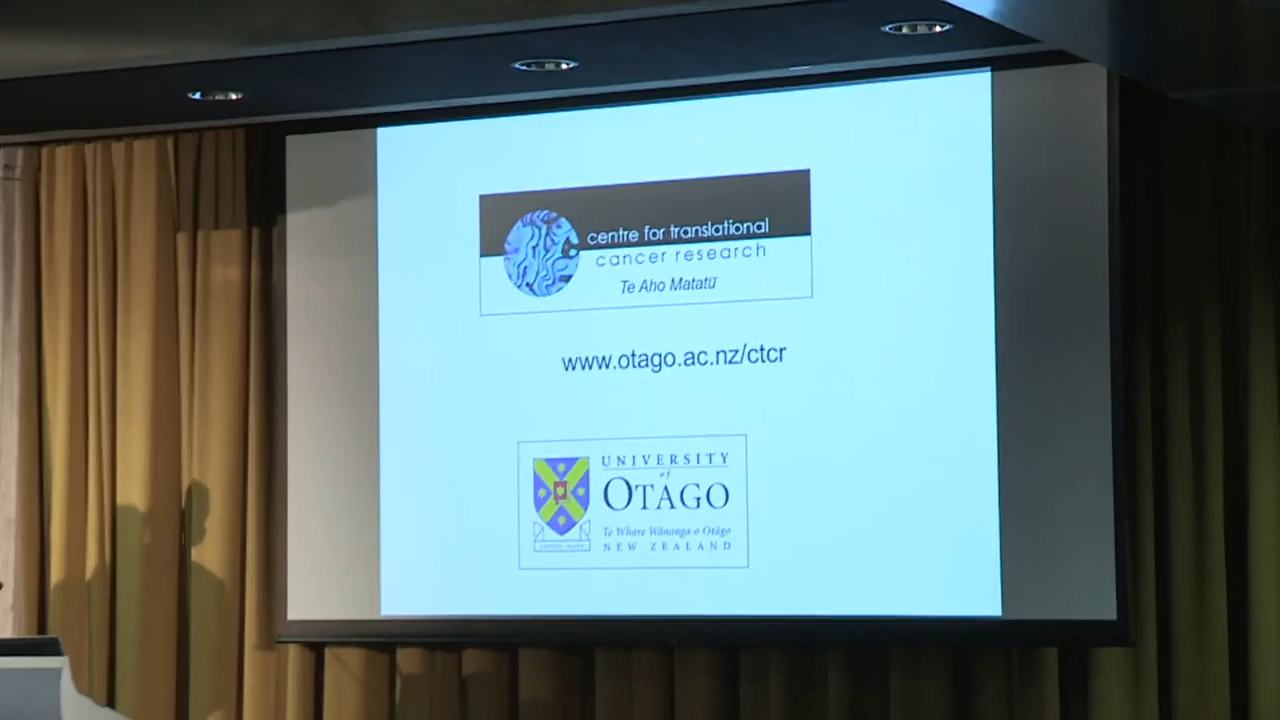 centre for translational
cancer research
Te Aho Matatū
www.otago.ac.nz/ctcr
UNIVERSITY
of
OTAGO
Te Whare Wānanga o Otāgo
NEW ZEALAND